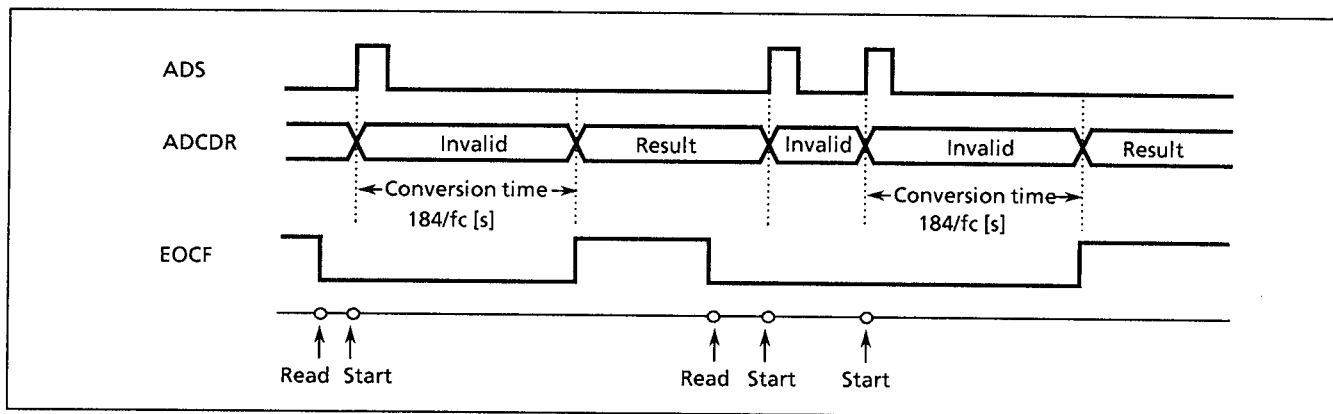 ADS
ADCDR
Invalid
Result
Invalid
Invalid
Result
Conversion time
184/fc [s]
Conversion time
184/fc [s]
EOCF
Read
Start
Read
Start
Start